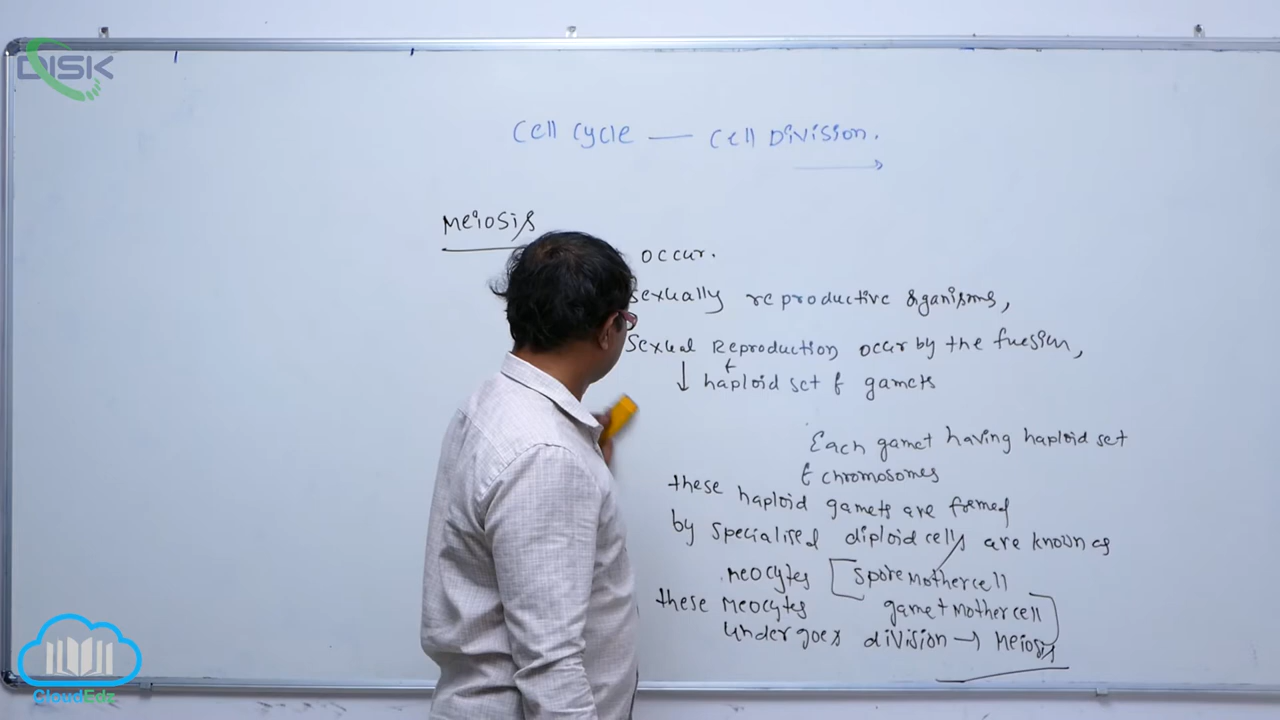 DISK
Cell Cycle — Cell Division.
Meiosis
occur.
sexually reproductive organisms,
Sexual Reproduction occur by the fuesion,
haploid set of gamets
Each gamet having haploid set
of chromosomes
these haploid gamets are formed
by specialised diploid cells are known as
meocytes [spore mother cell
these meocytes gamet mother cell]
undergoes division → meiosis
CloudEdz